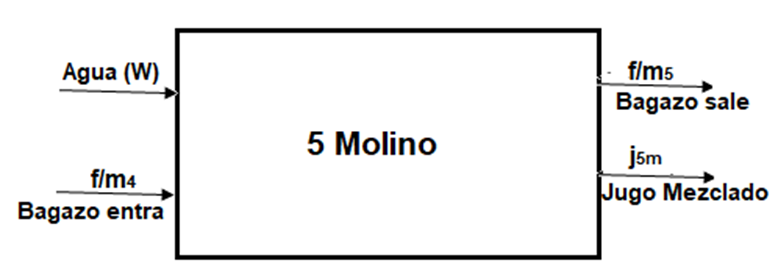 Agua (W)
f/m5
Bagazo sale
5 Molino
f/m4
Bagazo entra
j5m
Jugo Mezclado